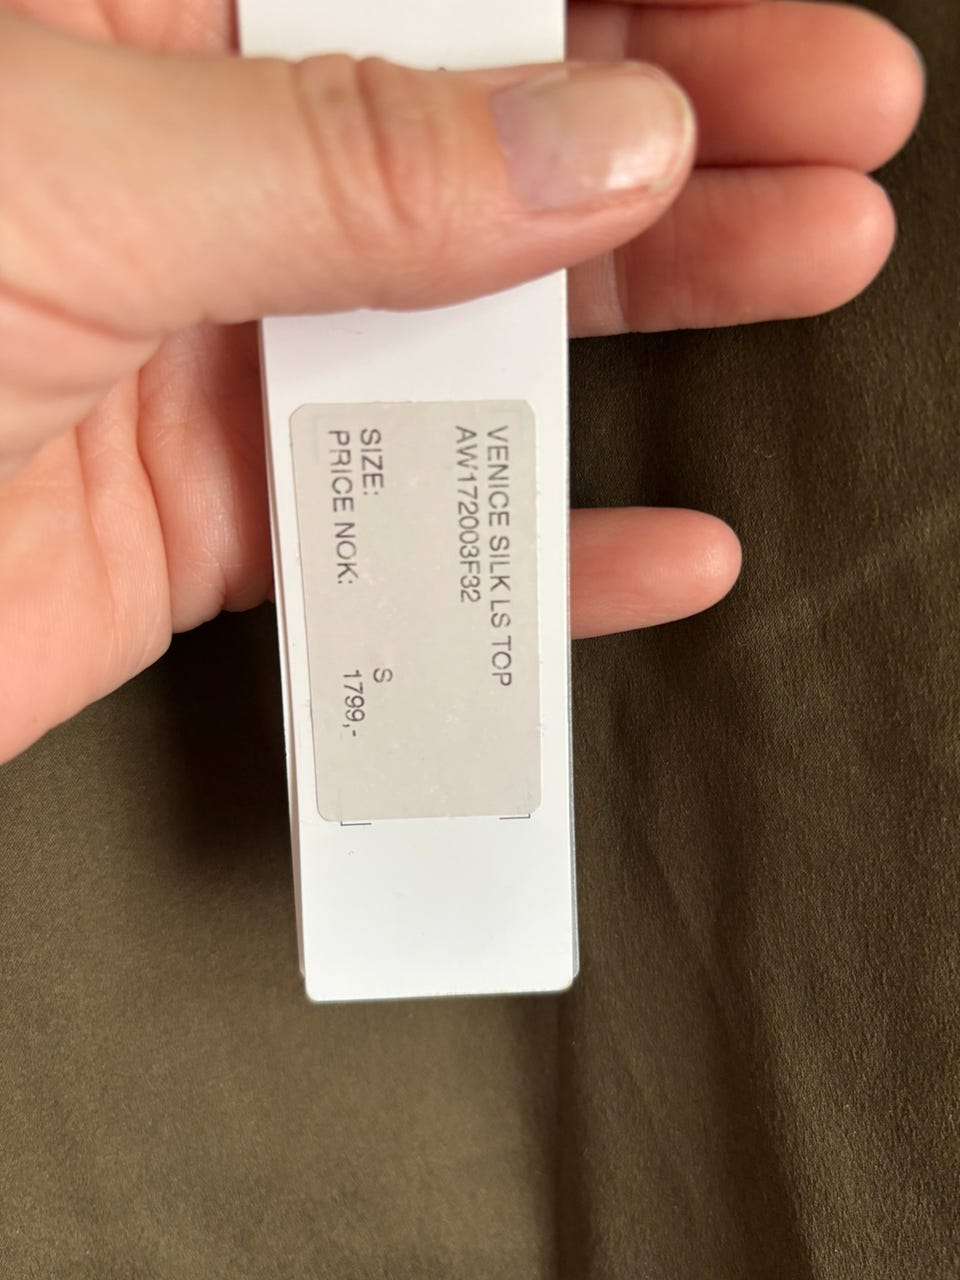 VENICE SILK LS TOP
AW172003F32
SIZE: S
PRICE NOK: 1799,-